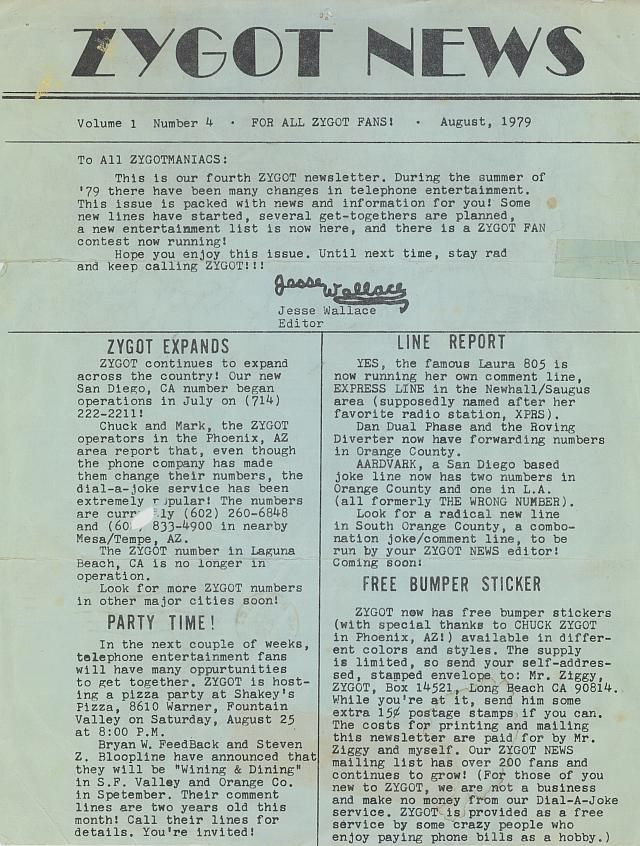 ZYGOT NEWS
Volume 1 Number 4 · FOR ALL ZYGOT FANS! · August, 1979
To All ZYGOTMANIACS:
This is our fourth ZYGOT newsletter. During the summer of
'79 there have been many changes in telephone entertainment.
This issue is packed with news and information for you! Some
new lines have started, several get-togethers are planned,
a new entertainment list is now here, and there is a ZYGOT FAN
contest now running!
Hope you enjoy this issue. Until next time, stay rad
and keep calling ZYGOT!!!
Jesse Wallace
Jesse Wallace
Editor
ZYGOT EXPANDS
ZYGOT continues to expand
across the country! Our new
San Diego, CA number began
operations in July on (714)
222-2211!
Chuck and Mark, the ZYGOT
operators in the Phoenix, AZ
area report that, even though
the phone company has made
them change their numbers, the
dial-a-joke service has been
extremely p pular! The numbers
are curr ly (602) 260-6848
and (60 833-4900 in nearby
Mesa/Tempe, AZ.
The ZYGOT number in Laguna
Beach, CA is no longer in
operation.
Look for more ZYGOT numbers
in other major cities soon!
PARTY TIME!
In the next couple of weeks,
telephone entertainment fans
will have many oppurtunities
to get together. ZYGOT is host-
ing a pizza party at Shakey's
Pizza, 8610 Warner, Fountain
Valley on Saturday, August 25
at 8:00 P.M.
Bryan W. FeedBack and Steven
Z. Bloopline have announced that
they will be "Wining & Dining"
in S.F. Valley and Orange Co.
in Spetember. Their comment
lines are two years old this
month! Call their lines for
details. You're invited!
LINE REPORT
YES, the famous Laura 805 is
now running her own comment line,
EXPRESS LINE in the Newhall/Saugus
area (supposedly named after her
favorite radio station, XPRS).
Dan Dual Phase and the Roving
Diverter now have forwarding numbers
in Orange County.
AARDVARK, a San Diego based
joke line now has two numbers in
Orange County and one in L.A.
(all formerly THE WRONG NUMBER).
Look for a radical new line
in South Orange County, a combo-
nation joke/comment line, to be
run by your ZYGOT NEWS editor!
Coming soon!
FREE BUMPER STICKER
ZYGOT now has free bumper stickers
(with special thanks to CHUCK ZYGOT
in Phoenix, AZ!) available in differ-
ent colors and styles. The supply
is limited, so send your self-addres-
sed, stamped envelope to: Mr. Ziggy,
ZYGOT, Box 14521, Long Beach CA 90814.
While you're at it, send him some
extra 15¢ postage stamps if you can.
The costs for printing and mailing
this newsletter are paid for by Mr.
Ziggy and myself. Our ZYGOT NEWS
mailing list has over 200 fans and
continues to grow! (For those of you
new to ZYGOT, we are not a business
and make no money from our Dial-A-Joke
service. ZYGOT is provided as a free
service by some crazy people who
enjoy paying phone bills as a hobby.)